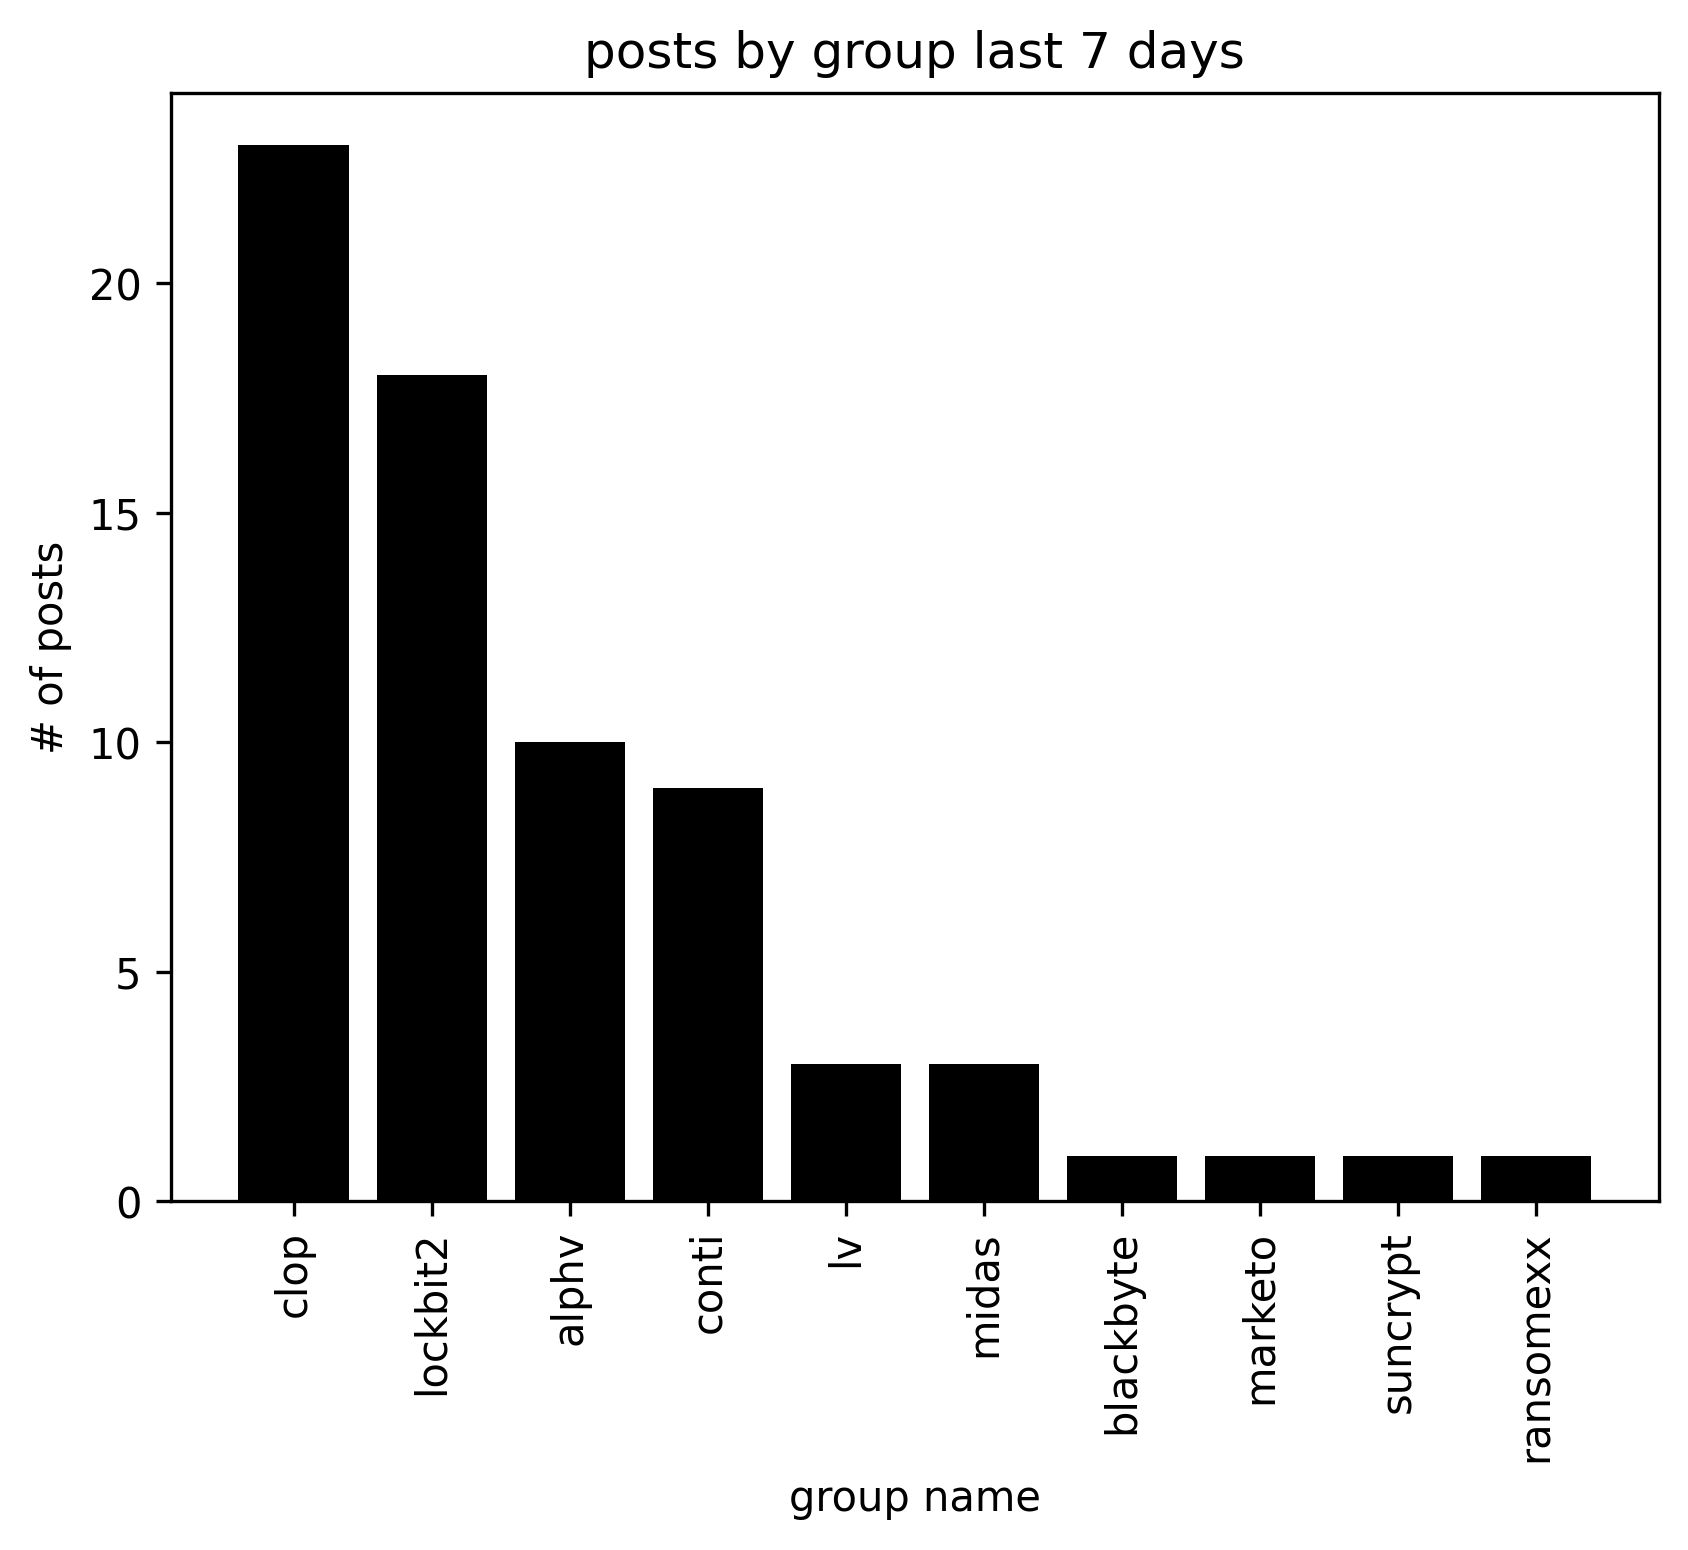 posts by group last 7 days
# of posts
20
15
10
5
0
clop
lockbit2
alphv
conti
lv
midas
blackbyte
marketo
suncrypt
ransomexx
group name